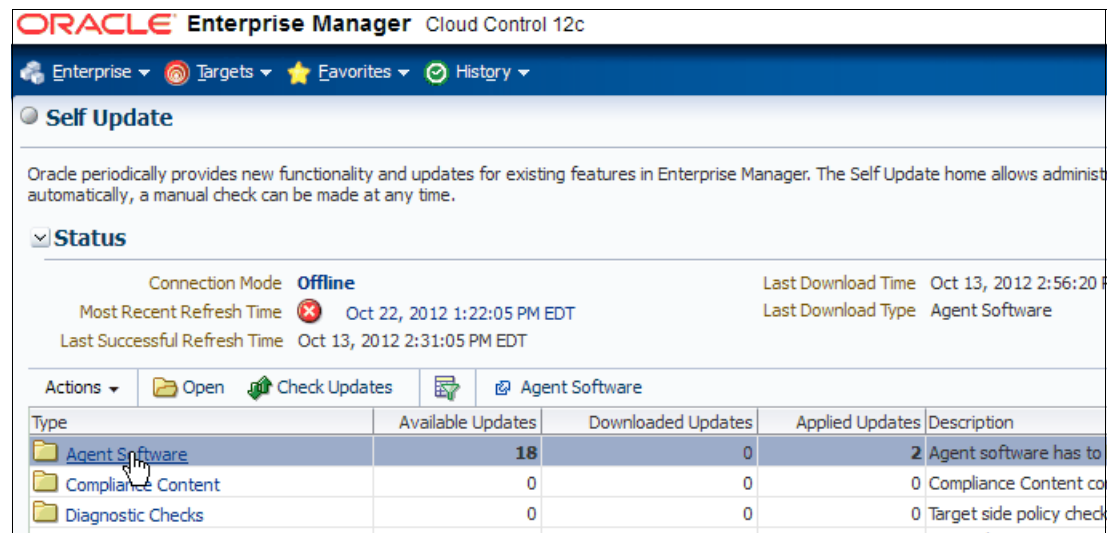 ORACLE Enterprise Manager Cloud Control 12c
Enterprise Targets Favorites History
Self Update
Oracle periodically provides new functionality and updates for existing features in Enterprise Manager. The Self Update home allows administ
automatically, a manual check can be made at any time.
Status
Connection Mode Offline Last Download Time Oct 13, 2012 2:56:20
Most Recent Refresh Time Oct 22, 2012 1:22:05 PM EDT Last Download Type Agent Software
Last Successful Refresh Time Oct 13, 2012 2:31:05 PM EDT
Actions Open Check Updates Agent Software
Type Available Updates Downloaded Updates Applied Updates Description
Agent Software 18 0 2 Agent software has to
Compliance Content 0 0 0 Compliance Content co
Diagnostic Checks 0 0 0 Target side policy check